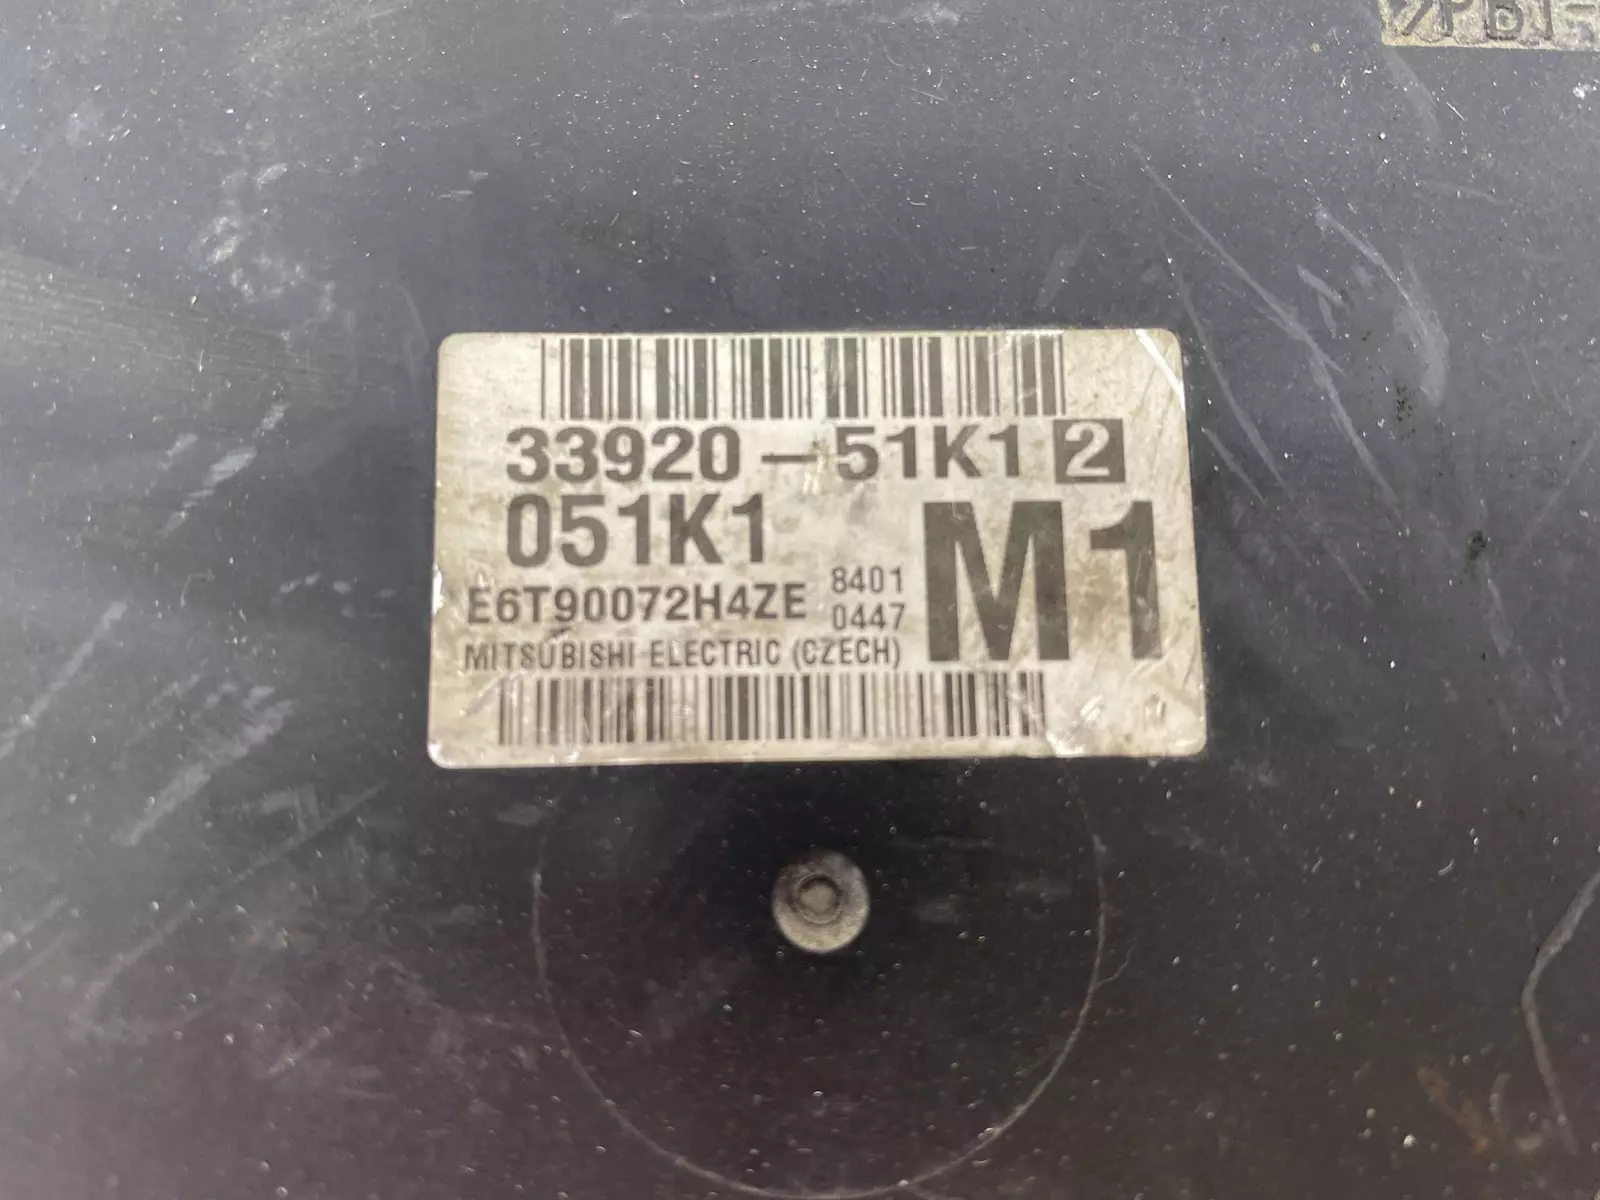 33920-51K1 2
051K1
M1
E6T90072H4ZE
8401
0447
MITSUBISHI ELECTRIC (CZECH)